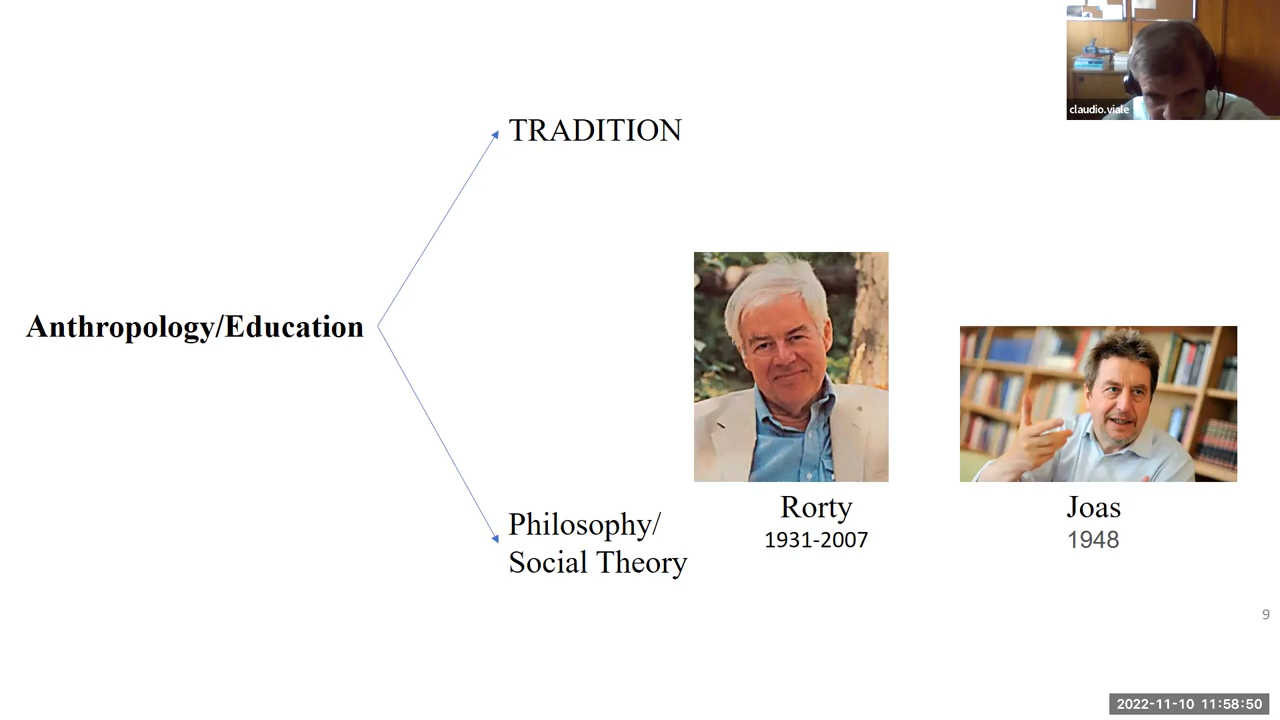 claudio.viale
TRADITION
Anthropology/Education
Philosophy/
Social Theory
Rorty
1931-2007
Joas
1948
9
2022-11-10 11:58:50